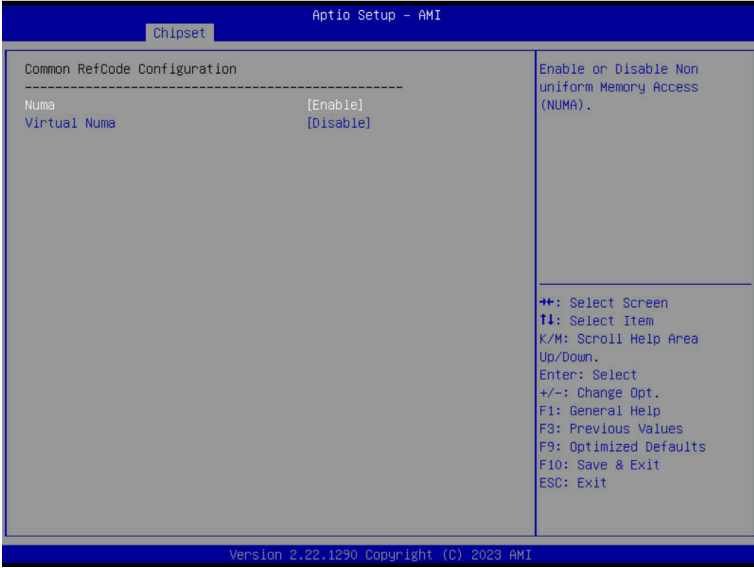 Aptio Setup – AMI
Chipset
Common RefCode Configuration
--------------------------------------------------
Numa [Enable]
Virtual Numa [Disable]
Enable or Disable Non
uniform Memory Access
(NUMA).
→←: Select Screen
↑↓: Select Item
K/M: Scroll Help Area
Up/Down.
Enter: Select
+/-: Change Opt.
F1: General Help
F3: Previous Values
F9: Optimized Defaults
F10: Save & Exit
ESC: Exit
Version 2.22.1290 Copyright (C) 2023 AMI